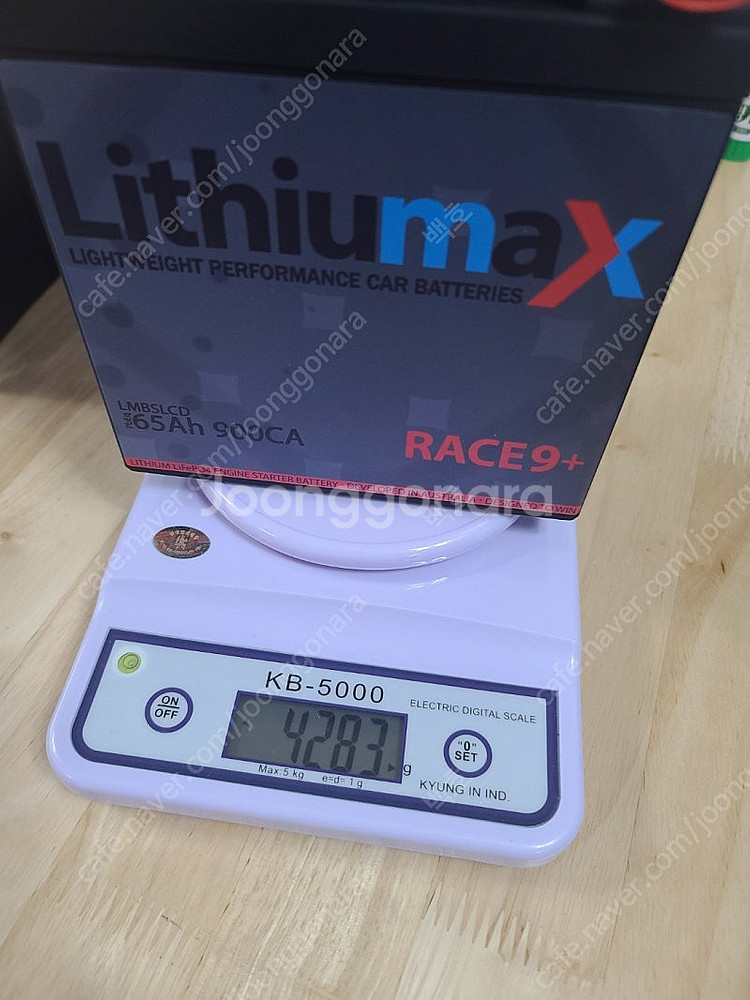 Lithiumax
LIGHTWEIGHT PERFORMANCE CAR BATTERIES
LMBSLCD
65Ah 900CA
RACE9+
LITHIUM LiFePO4 ENGINE STARTER BATTERY - DEVELOPED IN AUSTRALIA - DESIGNED TO WIN
Joonggonara
cafe.naver.com/joonggonara
KB-5000
ELECTRIC DIGITAL SCALE
ON
OFF
4283 g
"0"
SET
Max:5 kg e=d= 1 g
KYUNG IN IND.